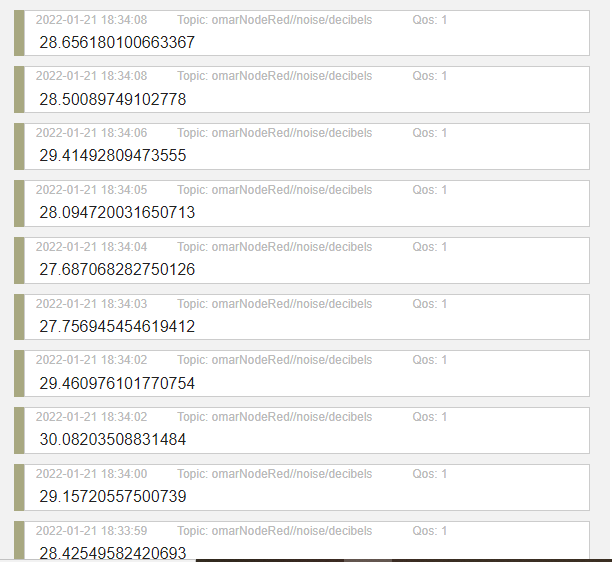 2022-01-21 18:34:08 Topic: omarNodeRed//noise/decibels Qos: 1
28.656180100663367
2022-01-21 18:34:08 Topic: omarNodeRed//noise/decibels Qos: 1
28.50089749102778
2022-01-21 18:34:06 Topic: omarNodeRed//noise/decibels Qos: 1
29.41492809473555
2022-01-21 18:34:05 Topic: omarNodeRed//noise/decibels Qos: 1
28.094720031650713
2022-01-21 18:34:04 Topic: omarNodeRed//noise/decibels Qos: 1
27.687068282750126
2022-01-21 18:34:03 Topic: omarNodeRed//noise/decibels Qos: 1
27.756945454619412
2022-01-21 18:34:02 Topic: omarNodeRed//noise/decibels Qos: 1
29.460976101770754
2022-01-21 18:34:02 Topic: omarNodeRed//noise/decibels Qos: 1
30.08203508831484
2022-01-21 18:34:00 Topic: omarNodeRed//noise/decibels Qos: 1
29.15720557500739
2022-01-21 18:33:59 Topic: omarNodeRed//noise/decibels Qos: 1
28.42549582420693